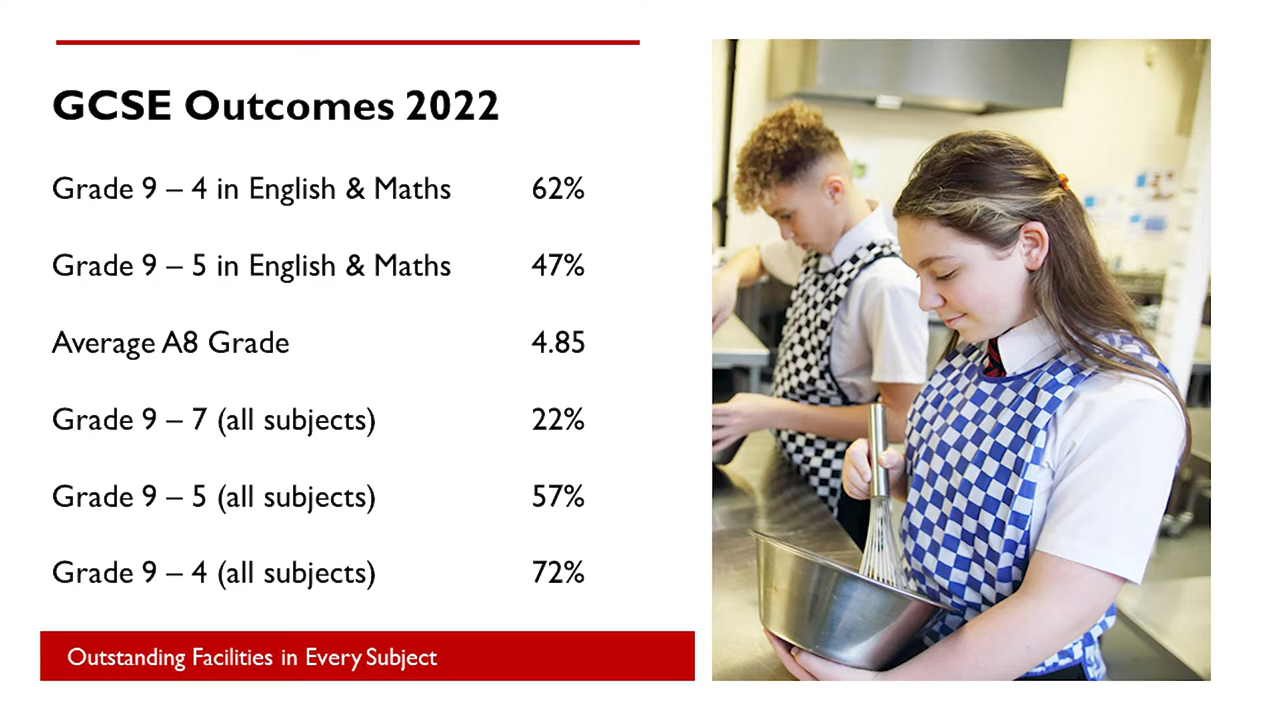 GCSE Outcomes 2022
Grade 9 – 4 in English & Maths 62%
Grade 9 – 5 in English & Maths 47%
Average A8 Grade 4.85
Grade 9 – 7 (all subjects) 22%
Grade 9 – 5 (all subjects) 57%
Grade 9 – 4 (all subjects) 72%
Outstanding Facilities in Every Subject